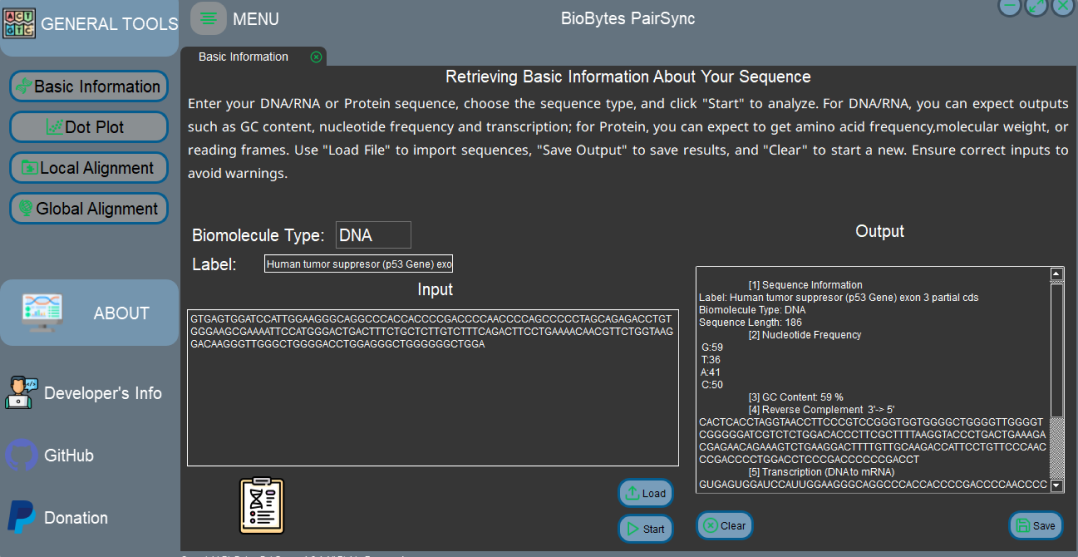 GENERAL TOOLS
MENU
BioBytes PairSync
Basic Information
Retrieving Basic Information About Your Sequence
Enter your DNA/RNA or Protein sequence, choose the sequence type, and click "Start" to analyze. For DNA/RNA, you can expect outputs
such as GC content, nucleotide frequency and transcription; for Protein, you can expect to get amino acid frequency,molecular weight, or
reading frames. Use "Load File" to import sequences, "Save Output" to save results, and "Clear" to start a new. Ensure correct inputs to
avoid warnings.
Basic Information
Dot Plot
Local Alignment
Global Alignment
ABOUT
Developer's Info
GitHub
Donation
Biomolecule Type: DNA
Label: Human tumor suppresor (p53 Gene) exo
Input
GTGAGTGGATCCATTGGAAGGGCAGGCCCACCACCCCGACCCCAACCCCAGCCCCCTAGCAGAGACCTGT
GGGAAGCGAAAATTCCATGGGACTGACTTTCTGCTCTTGTCTTTCAGACTTCCTGAAAACAACGTTCTGGTAAG
GACAAGGGTTGGGCTGGGGACCTGGAGGGCTGGGGGGCTGGA
Load
Start
Output
[1] Sequence Information
Label: Human tumor suppresor (p53 Gene) exon 3 partial cds
Biomolecule Type: DNA
Sequence Length: 186
[2] Nucleotide Frequency
G:59
T:36
A:41
C:50
[3] GC Content: 59 %
[4] Reverse Complement 3'-> 5'
CACTCACCTAGGTAACCTTCCCGTCCGGGTGGTGGGGCTGGGGTTGGGGT
CGGGGGATCGTCTCTGGACACCCTTCGCTTTTAAGGTACCCTGACTGAAAGA
CGAGAACAGAAAGTCTGAAGGACTTTTGTTGCAAGACCATTCCTGTTCCCAAC
CCGACCCCTGGACCTCCCGACCCCCCGACCT
[5] Transcription (DNA to mRNA)
GUGAGUGGAUCCAUUGGAAGGGCAGGCCCACCACCCCGACCCCAACCCC
Clear
Save